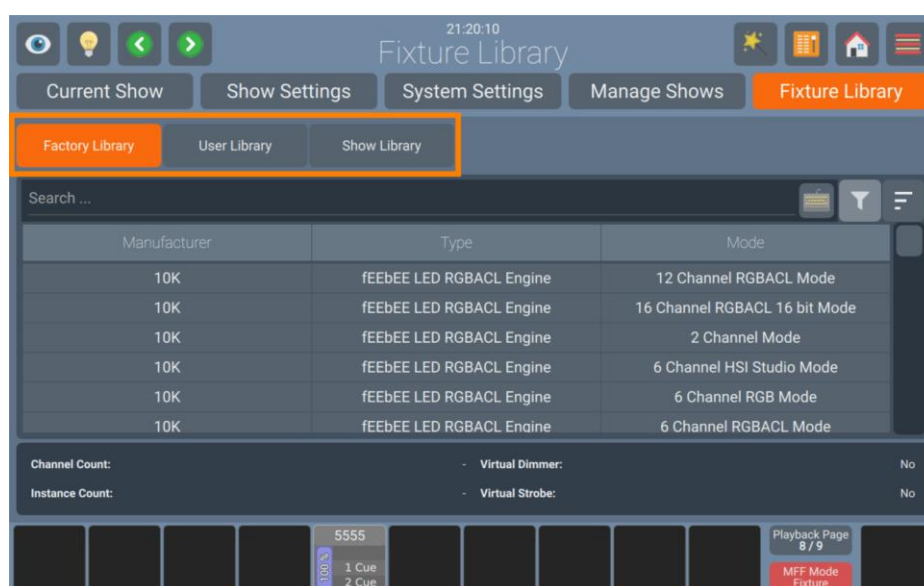 21:20:10
Fixture Library
Current Show Show Settings System Settings Manage Shows Fixture Library
Factory Library User Library Show Library
Search ...
Manufacturer Type Mode
10K fEEbEE LED RGBACL Engine 12 Channel RGBACL Mode
10K fEEbEE LED RGBACL Engine 16 Channel RGBACL 16 bit Mode
10K fEEbEE LED RGBACL Engine 2 Channel Mode
10K fEEbEE LED RGBACL Engine 6 Channel HSI Studio Mode
10K fEEbEE LED RGBACL Engine 6 Channel RGB Mode
10K fEEbEE LED RGBACL Engine 6 Channel RGBACL Mode
Channel Count: - Virtual Dimmer: No
Instance Count: - Virtual Strobe: No
5555
100 %
1 Cue
2 Cue
Playback Page
8 / 9
MFF Mode
Fixture